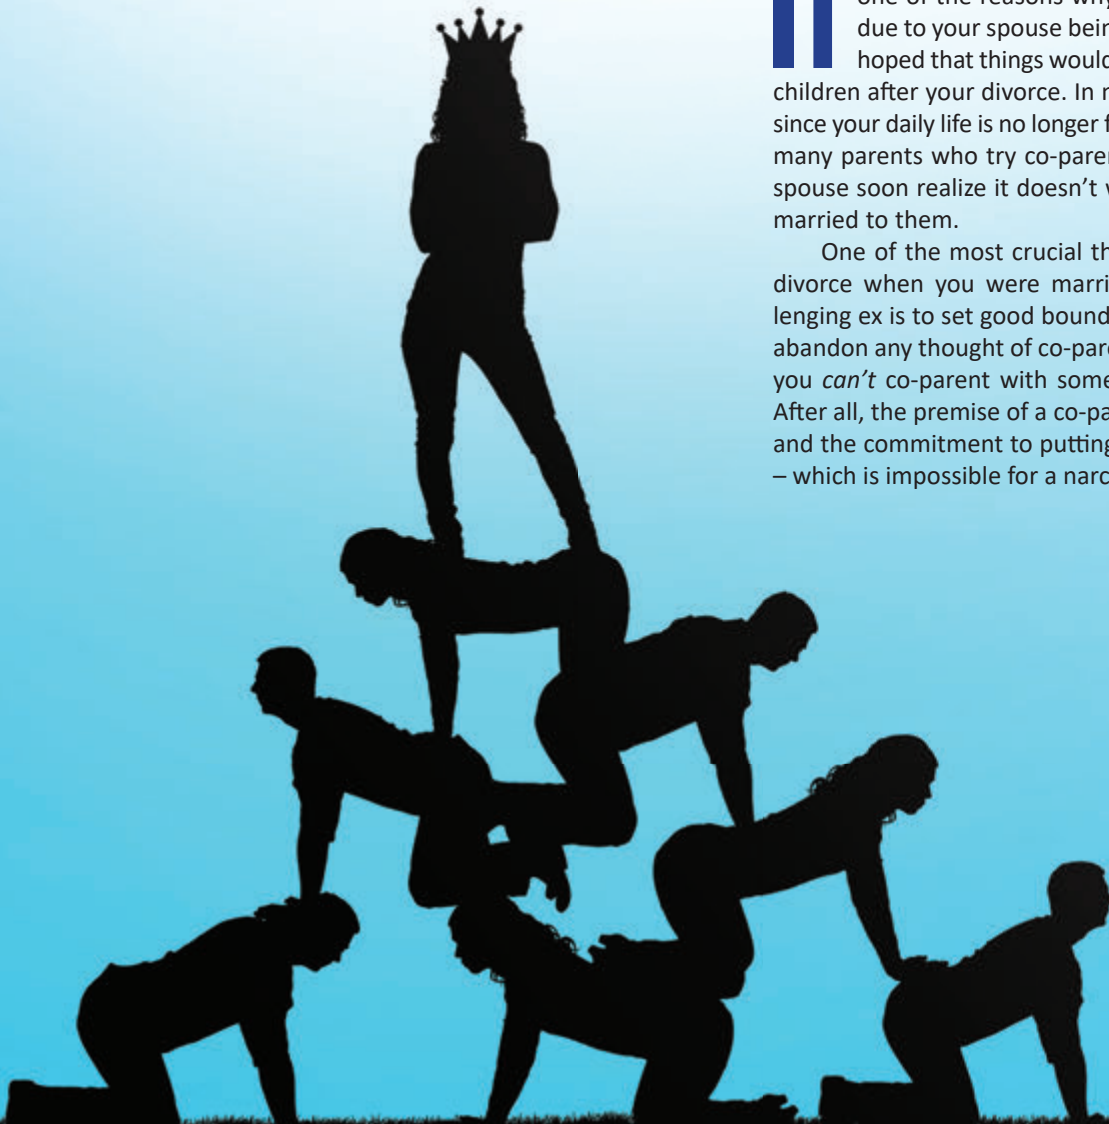 one of the reasons why
due to your spouse bein
hoped that things would
children after your divorce. In
since your daily life is no longer
many parents who try co-paren
spouse soon realize it doesn't
married to them.
One of the most crucial th
divorce when you were marri
lenging ex is to set good bound
abandon any thought of co-pare
you can't co-parent with some
After all, the premise of a co-pa
and the commitment to putting
– which is impossible for a narc